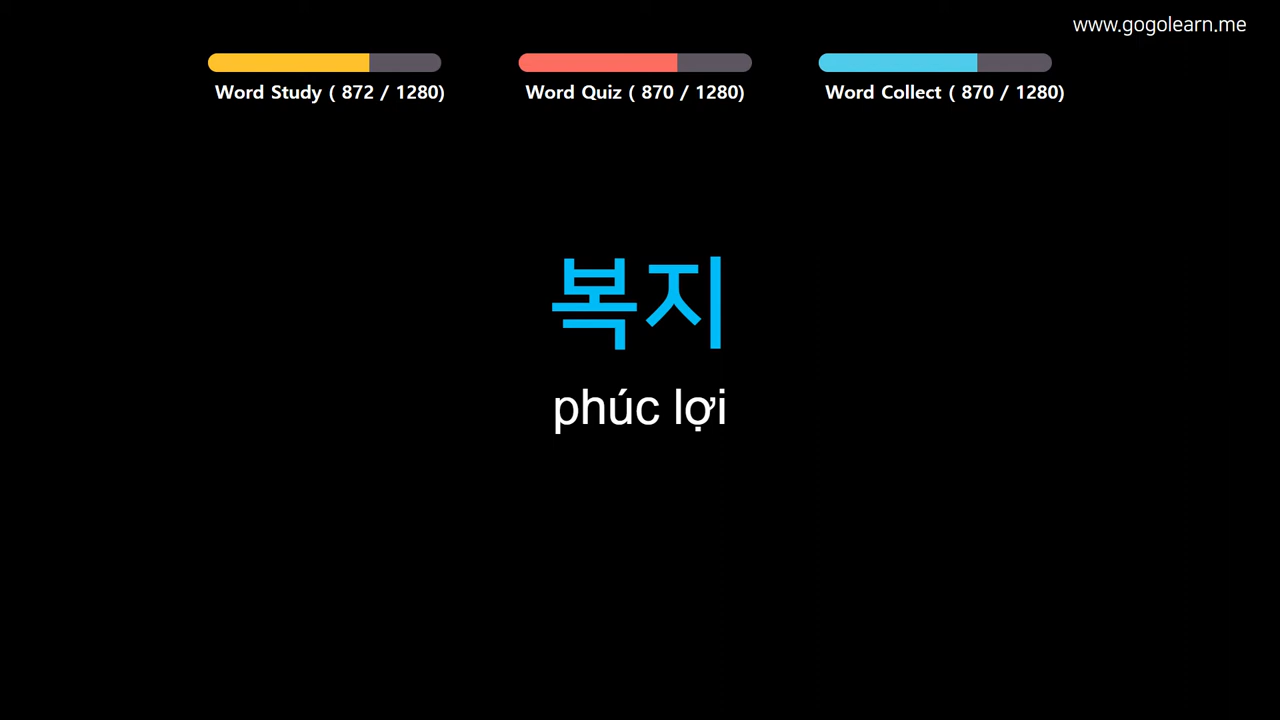 www.gogolearn.me
Word Study ( 872 / 1280)
Word Quiz ( 870 / 1280)
Word Collect ( 870 / 1280)
복지
phúc lợi